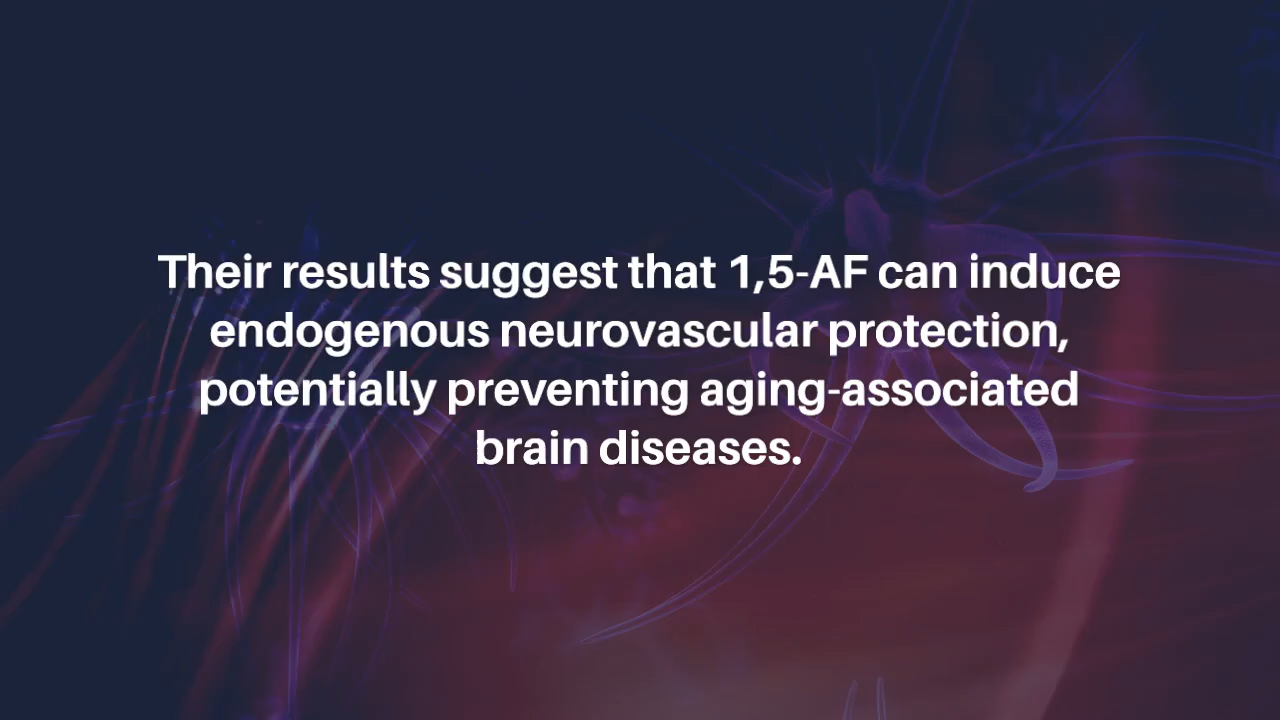 Their results suggest that 1,5-AF can induce
endogenous neurovascular protection,
potentially preventing aging-associated
brain diseases.